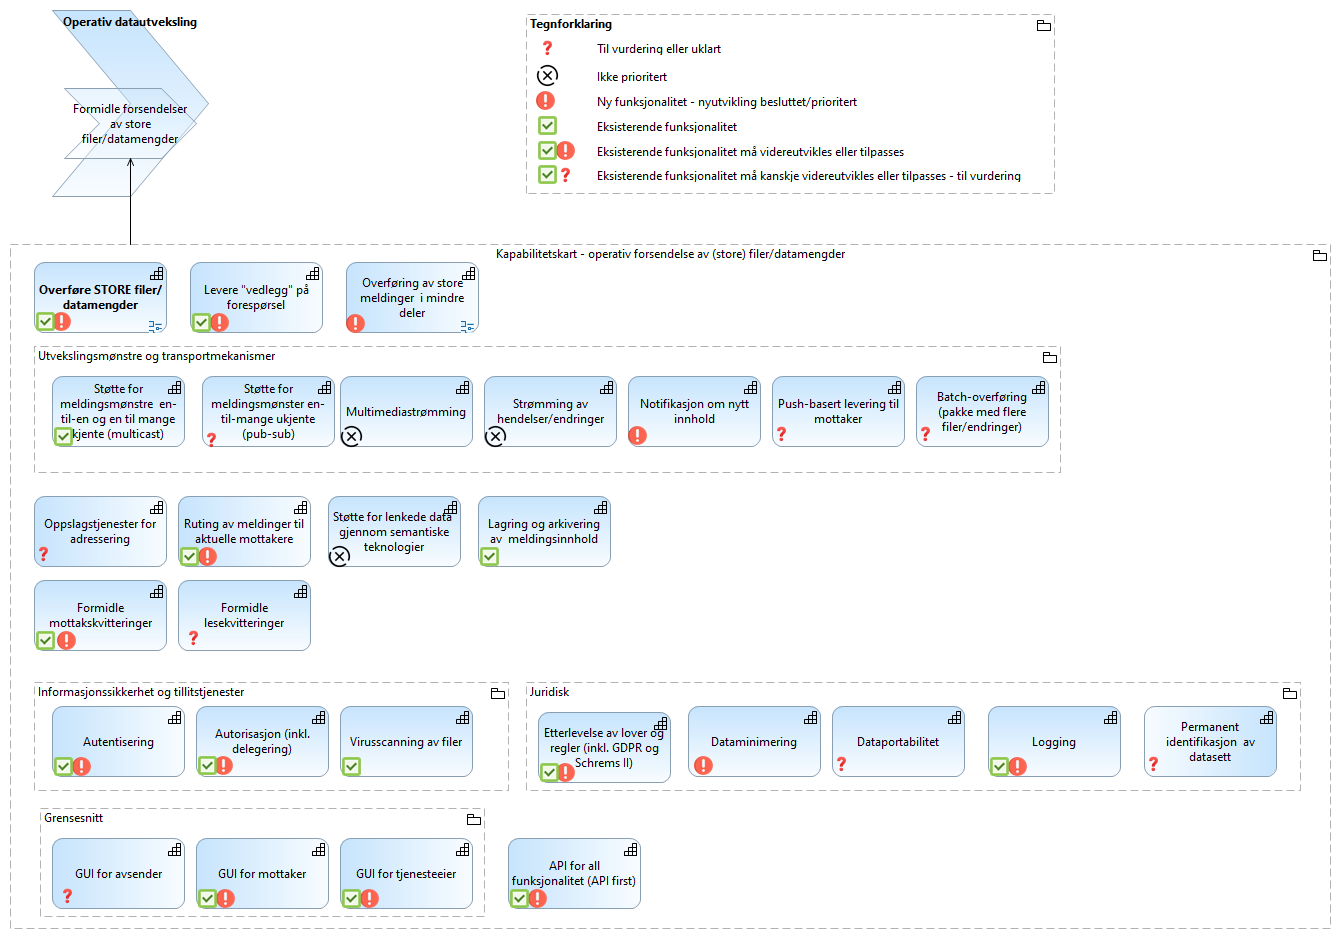 Operativ datautveksling
Formidle forsendelser
av store
filer/datamengder
Tegnforklaring
Til vurdering eller uklart
Ikke prioritert
Ny funksjonalitet - nyutvikling besluttet/prioritert
Eksisterende funksjonalitet
Eksisterende funksjonalitet må videreutvikles eller tilpasses
Eksisterende funksjonalitet må kanskje videreutvikles eller tilpasses - til vurdering
Kapabilitetskart - operativ forsendelse av (store) filer/datamengder
Overføre STORE filer/
datamengder
Levere "vedlegg" på
forespørsel
Overføring av store
meldinger i mindre
deler
Utvekslingsmønstre og transportmekanismer
Støtte for
meldingsmønstre en-
til-en og en til mange
kjente (multicast)
Støtte for
meldingsmønster en-
til-mange ukjente
(pub-sub)
Multimediastrømming
Strømming av
hendelser/endringer
Notifikasjon om nytt
innhold
Push-basert levering til
mottaker
Batch-overføring
(pakke med flere
filer/endringer)
Oppslagstjenester for
adressering
Ruting av meldinger til
aktuelle mottakere
Støtte for lenkede data
gjennom semantiske
teknologier
Lagring og arkivering
av meldingsinnhold
Formidle
mottakskvitteringer
Formidle
lesekvitteringer
Informasjonssikkerhet og tillitstjenester
Autentisering
Autorisasjon (inkl.
delegering)
Virusscanning av filer
Juridisk
Etterlevelse av lover og
regler (inkl. GDPR og
Schrems II)
Dataminimering
Dataportabilitet
Logging
Permanent
identifikasjon av
datasett
Grensesnitt
GUI for avsender
GUI for mottaker
GUI for tjenesteeier
API for all
funksjonalitet (API first)